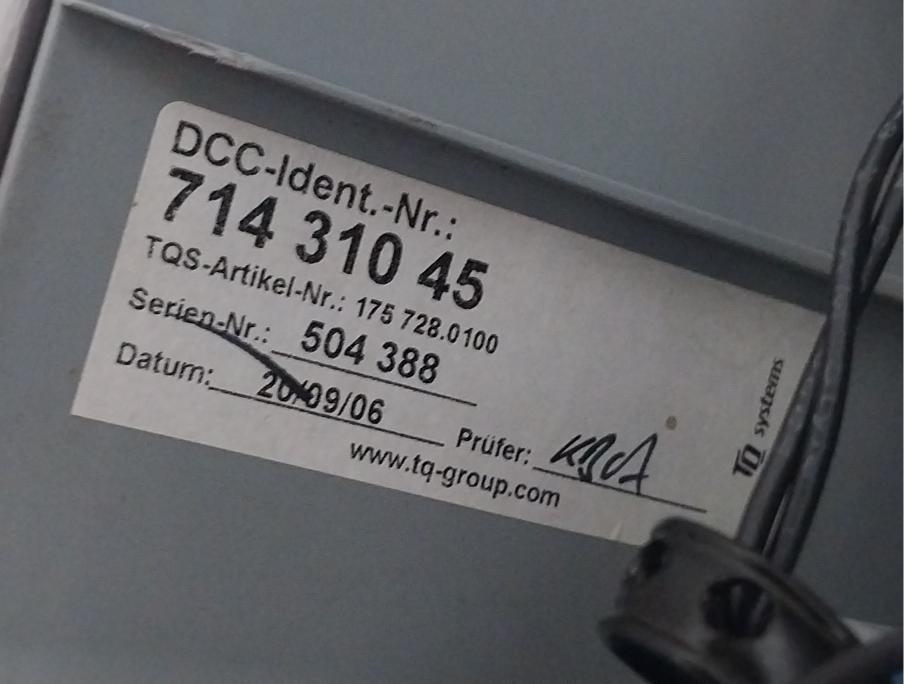 DCC-Ident.-Nr.:
714 310 45
TQS-Artikel-Nr.: 175 728.0100
Serien-Nr.: 504 388
Datum: 20/09/06
Prüfer:
www.tq-group.com
TQ systems